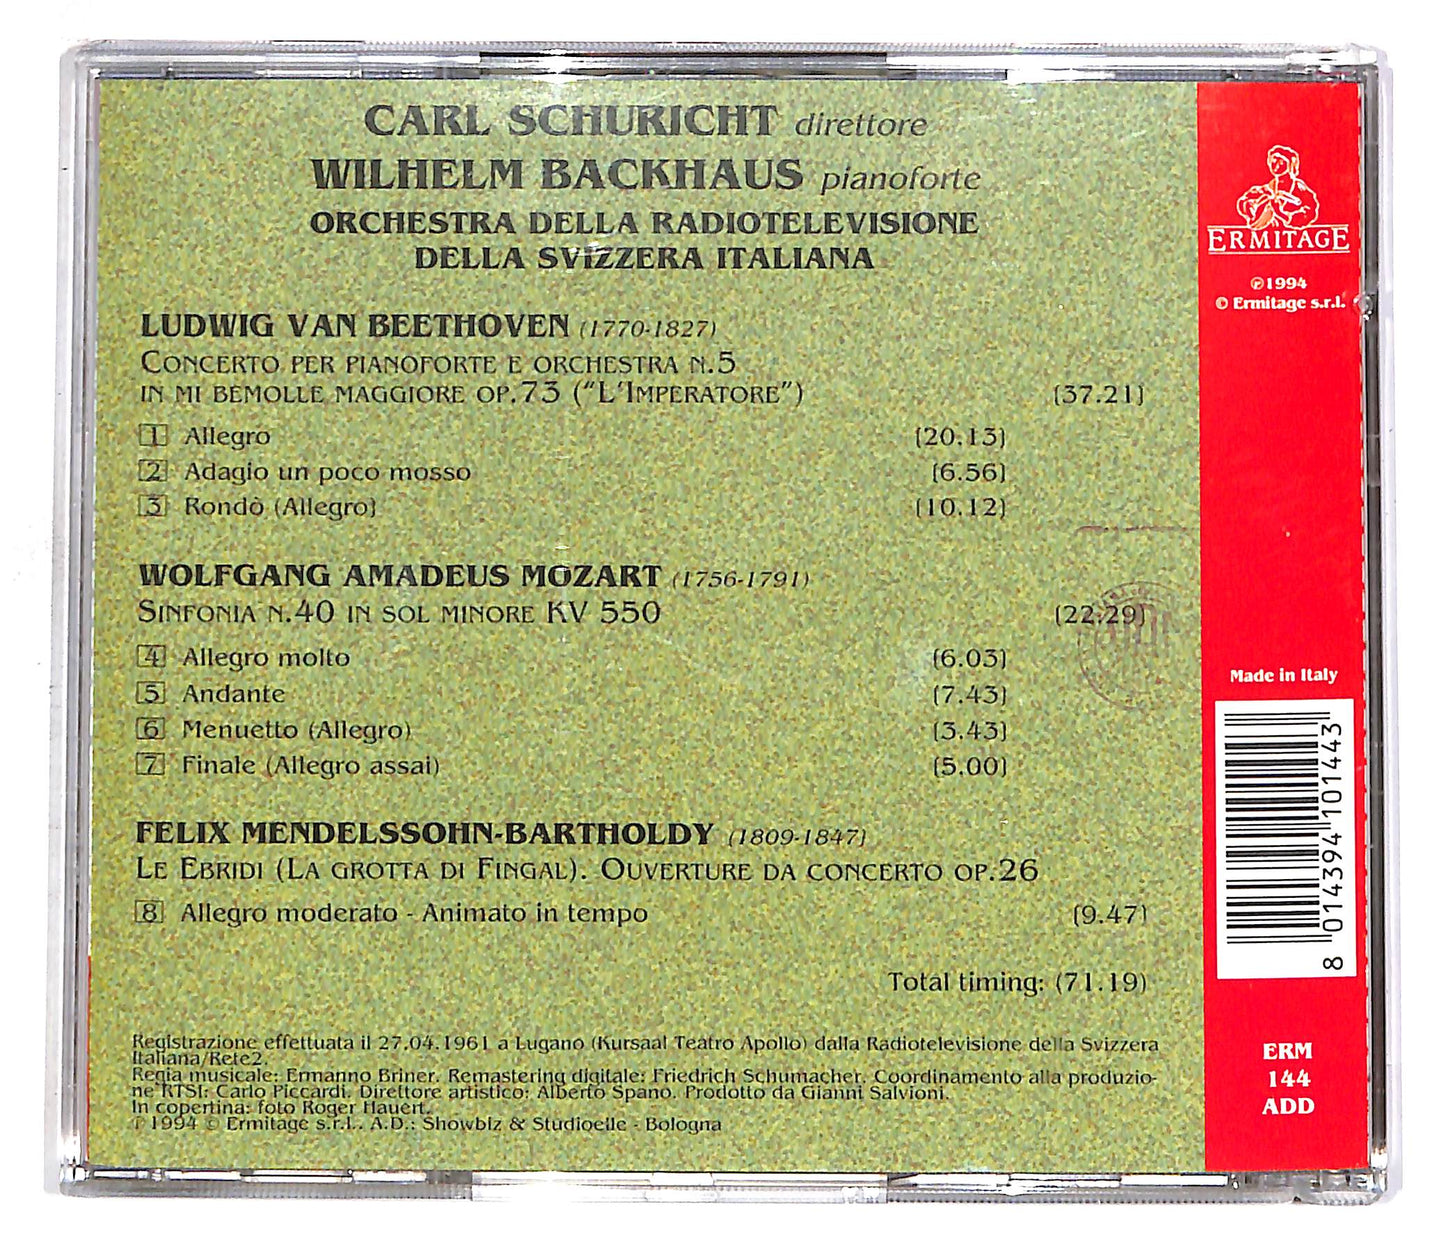 CARL SCHURICHT direttore
WILHELM BACKHAUS pianoforte
ORCHESTRA DELLA RADIOTELEVISIONE
DELLA SVIZZERA ITALIANA
LUDWIG VAN BEETHOVEN (1770-1827)
CONCERTO PER PIANOFORTE E ORCHESTRA N.5
IN MI BEMOLLE MAGGIORE OP.73 ("L'IMPERATORE") (37.21)
1 Allegro (20.13)
2 Adagio un poco mosso (6.56)
3 Rondò (Allegro) (10.12)
WOLFGANG AMADEUS MOZART (1756-1791)
SINFONIA N.40 IN SOL MINORE KV 550 (22.29)
4 Allegro molto (6.03)
5 Andante (7.43)
6 Menuetto (Allegro) (3.43)
7 Finale (Allegro assai) (5.00)
FELIX MENDELSSOHN-BARTHOLDY (1809-1847)
LE EBRIDI (LA GROTTA DI FINGAL). OUVERTURE DA CONCERTO OP.26
8 Allegro moderato - Animato in tempo (9.47)
Total timing: (71.19)
Registrazione effettuata il 27.04.1961 a Lugano (Kursaal Teatro Apollo) dalla Radiotelevisione della Svizzera
Italiana/Rete2.
Regia musicale: Ermanno Briner. Remastering digitale: Friedrich Schumacher. Coordinamento alla produzio-
ne RTSI: Carlo Piccardi. Direttore artistico: Alberto Spano. Prodotto da Gianni Salvioni.
In copertina: foto Roger Hauert.
℗ 1994 © Ermitage s.r.l.. A.D.: Showbiz & Studioelle - Bologna
ERMITAGE
℗1994
© Ermitage s.r.l.
Made in Italy
8 014394 101443
ERM
144
ADD